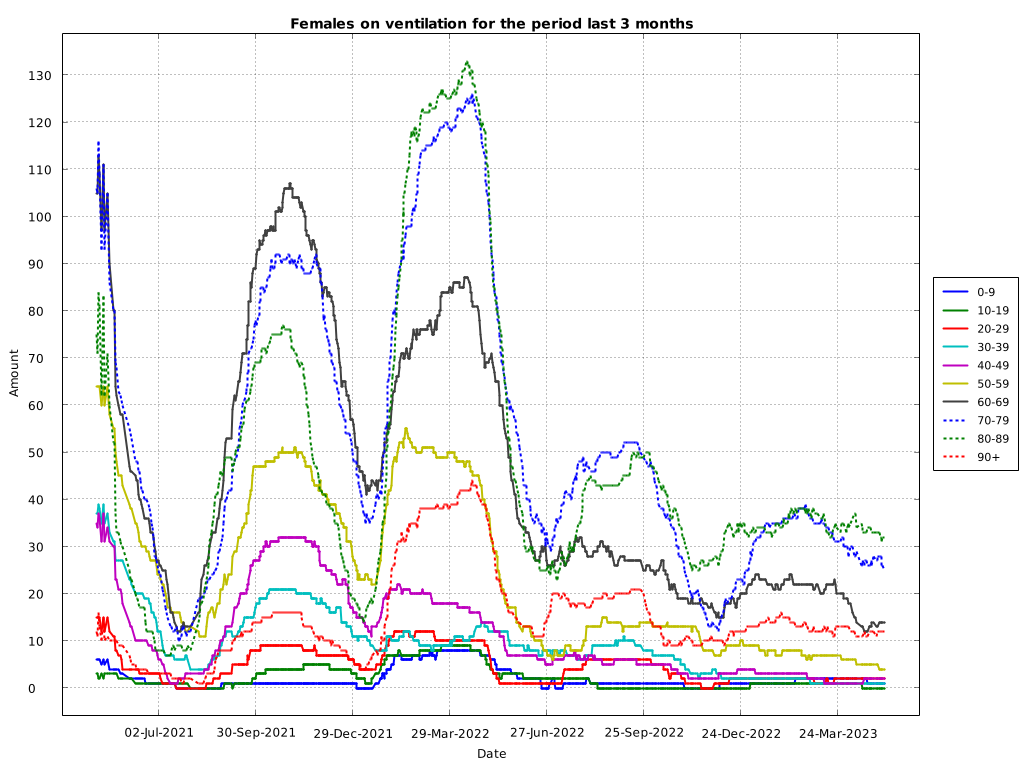 Females on ventilation for the period last 3 months
130
120
110
100
90
80
70
60
50
40
30
20
10
0
Amount
02-Jul-2021
30-Sep-2021
29-Dec-2021
29-Mar-2022
27-Jun-2022
25-Sep-2022
24-Dec-2022
24-Mar-2023
Date
0-9
10-19
20-29
30-39
40-49
50-59
60-69
70-79
80-89
90+